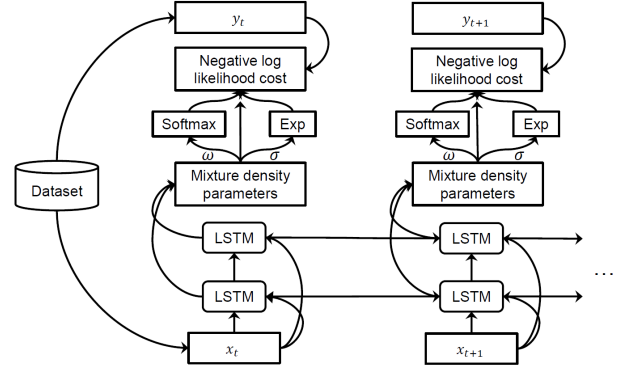 y_t
y_{t+1}
Negative log
likelihood cost
Negative log
likelihood cost
Softmax
Exp
Softmax
Exp
ω
σ
ω
σ
Mixture density
parameters
Mixture density
parameters
Dataset
LSTM
LSTM
LSTM
LSTM
...
x_t
x_{t+1}